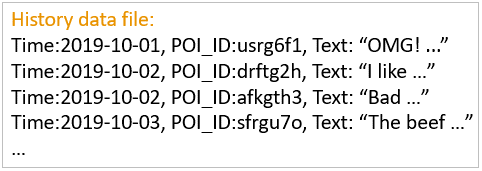 History data file:
Time:2019-10-01, POI_ID:usrg6f1, Text: “OMG! ...”
Time:2019-10-02, POI_ID:drftg2h, Text: “I like ...”
Time:2019-10-02, POI_ID:afkgth3, Text: “Bad ...”
Time:2019-10-03, POI_ID:sfrgu7o, Text: “The beef ...”
...